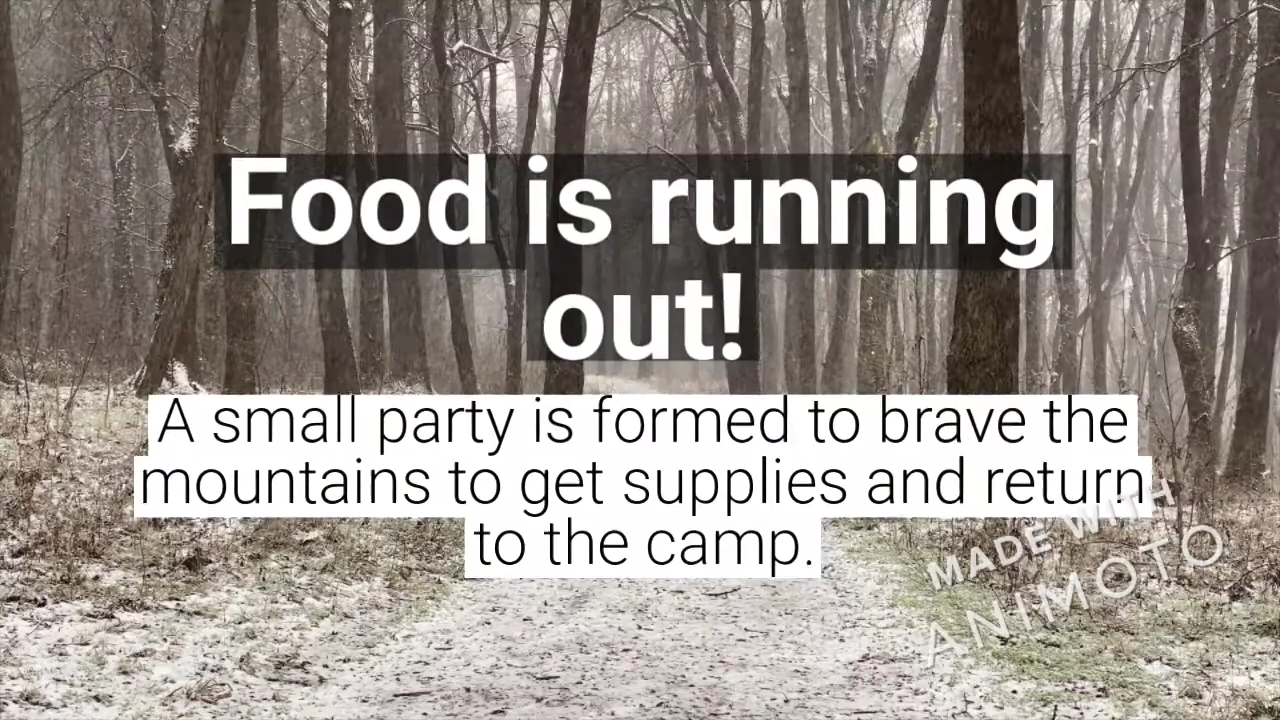 Food is running
out!
A small party is formed to brave the
mountains to get supplies and return
to the camp.
MADE WITH
ANIMOTO